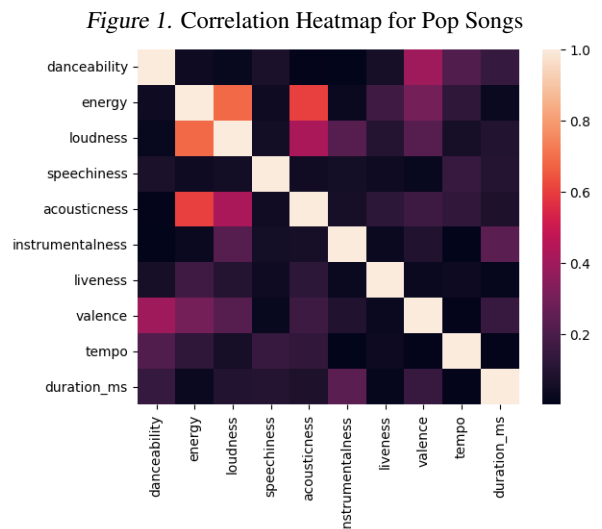 Figure 1. Correlation Heatmap for Pop Songs
danceability
energy
loudness
speechiness
acousticness
instrumentalness
liveness
valence
tempo
duration_ms
danceability
energy
loudness
speechiness
acousticness
nstrumentalness
liveness
valence
tempo
duration_ms
1.0
0.8
0.6
0.4
0.2